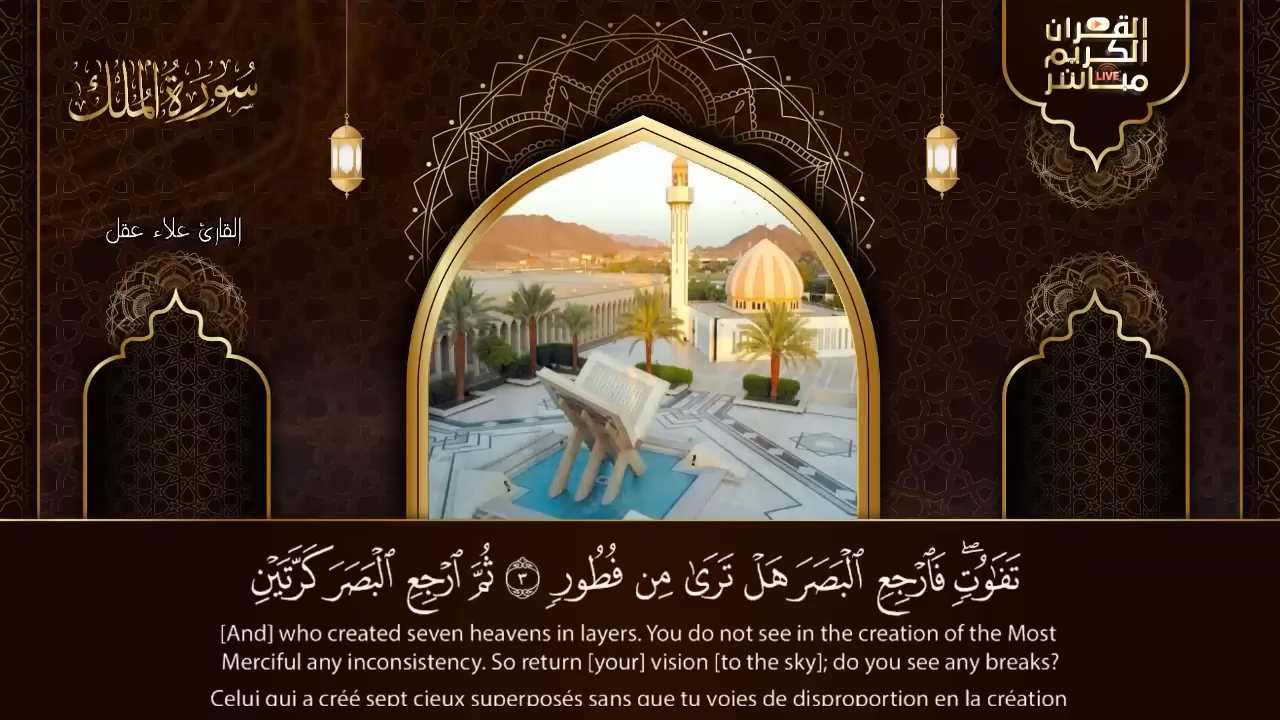 سُورَةُ المُلك
القرآن
الكريم
مباشر
LIVE
القارئ علاء عقل
تَفَٰوُتٖۖ فَٱرۡجِعِ ٱلۡبَصَرَ هَلۡ تَرَىٰ مِن فُطُورٖ ٣ ثُمَّ ٱرۡجِعِ ٱلۡبَصَرَ كَرَّتَيۡنِ
[And] who created seven heavens in layers. You do not see in the creation of the Most
Merciful any inconsistency. So return [your] vision [to the sky]; do you see any breaks?
Celui qui a créé sept cieux superposés sans que tu voies de disproportion en la création